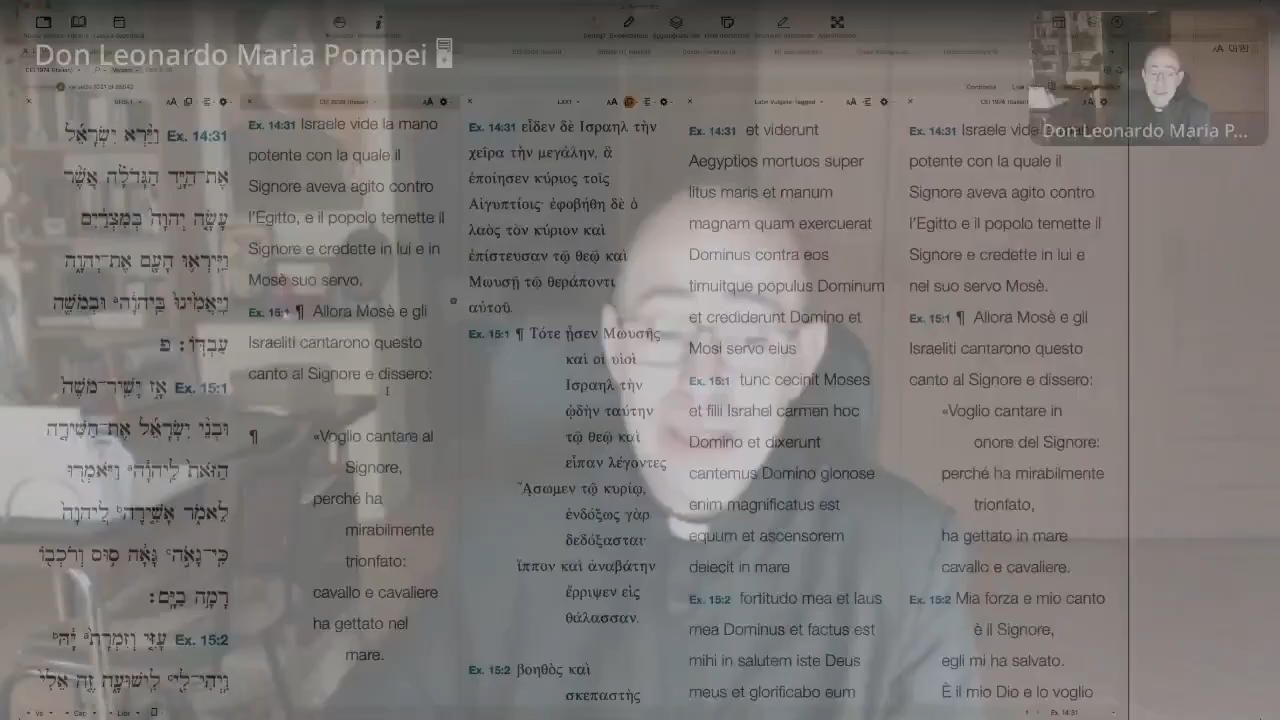 Don Leonardo Maria Pompei
Don Leonardo Maria P...
Ex. 14:31 וַיַּ֨רְא יִשְׂרָאֵ֜ל
אֶת־הַיָּ֣ד הַגְּדֹלָ֗ה אֲשֶׁ֨ר
עָשָׂ֤ה יְהוָה֙ בְּמִצְרַ֔יִם
וַיִּֽירְא֥וּ הָעָ֖ם אֶת־יְהוָ֑ה
וַיַּֽאֲמִ֙ינוּ֙ בַּֽיהוָ֔ה וּבְמֹשֶׁ֖ה
עַבְדּֽוֹ׃ פ
Ex. 15:1 אָ֣ז יָשִֽׁיר־מֹשֶׁה֩
וּבְנֵ֨י יִשְׂרָאֵ֜ל אֶת־הַשִּׁירָ֤ה
הַזֹּאת֙ לַֽיהוָ֔ה וַיֹּאמְר֖וּ
לֵאמֹ֑ר אָשִׁ֤ירָה לַֽיהוָה֙
כִּֽי־גָאֹ֣ה גָּאָ֔ה ס֥וּס וְרֹכְב֖וֹ
רָמָ֥ה בַיָּֽם׃
Ex. 15:2 עָזִּ֤י וְזִמְרָת֙ יָ֔הּ
וַֽיְהִי־לִ֖י לִֽישׁוּעָ֑ה זֶ֤ה אֵלִי֙
Ex. 14:31 Israele vide la mano
potente con la quale il
Signore aveva agito contro
l'Egitto, e il popolo temette il
Signore e credette in lui e in
Mosè suo servo.
Ex. 15:1 ¶ Allora Mosè e gli
Israeliti cantarono questo
canto al Signore e dissero:
¶ «Voglio cantare al
Signore,
perché ha
mirabilmente
trionfato:
cavallo e cavaliere
ha gettato nel
mare.
LXX1
Ex. 14:31 εἶδεν δὲ Ισραηλ τὴν
χεῖρα τὴν μεγάλην, ἃ
ἐποίησεν κύριος τοῖς
Αἰγυπτίοις· ἐφοβήθη δὲ ὁ
λαὸς τὸν κύριον καὶ
ἐπίστευσαν τῷ θεῷ καὶ
Μωυσῇ τῷ θεράποντι
αὐτοῦ.
Ex. 15:1 ¶ Τότε ᾖσεν Μωυσῆς
καὶ οἱ υἱοὶ
Ισραηλ τὴν
ᾠδὴν ταύτην
τῷ θεῷ καὶ
εἶπαν λέγοντες
Ἄισωμεν τῷ κυρίῳ,
ἐνδόξως γὰρ
δεδόξασται·
ἵππον καὶ ἀναβάτην
ἔρριψεν εἰς
θάλασσαν.
Ex. 15:2 βοηθὸς καὶ
σκεπαστὴς
Ex. 14:31 et viderunt
Aegyptios mortuos super
litus maris et manum
magnam quam exercuerat
Dominus contra eos
timuitque populus Dominum
et crediderunt Domino et
Mosi servo eius
Ex. 15:1 tunc cecinit Moses
et filii Israhel carmen hoc
Domino et dixerunt
cantemus Domino gloriose
enim magnificatus est
equum et ascensorem
deiecit in mare
Ex. 15:2 fortitudo mea et laus
mea Dominus et factus est
mihi in salutem iste Deus
meus et glorificabo eum
Ex. 14:31 Israele vide
potente con la quale il
Signore aveva agito contro
l'Egitto, e il popolo temette il
Signore e credette in lui e
nel suo servo Mosè.
Ex. 15:1 ¶ Allora Mosè e gli
Israeliti cantarono questo
canto al Signore e dissero:
«Voglio cantare in
onore del Signore:
perché ha mirabilmente
trionfato,
ha gettato in mare
cavallo e cavaliere.
Ex. 15:2 Mia forza e mio canto
è il Signore,
egli mi ha salvato.
È il mio Dio e lo voglio
Ex. 14:31